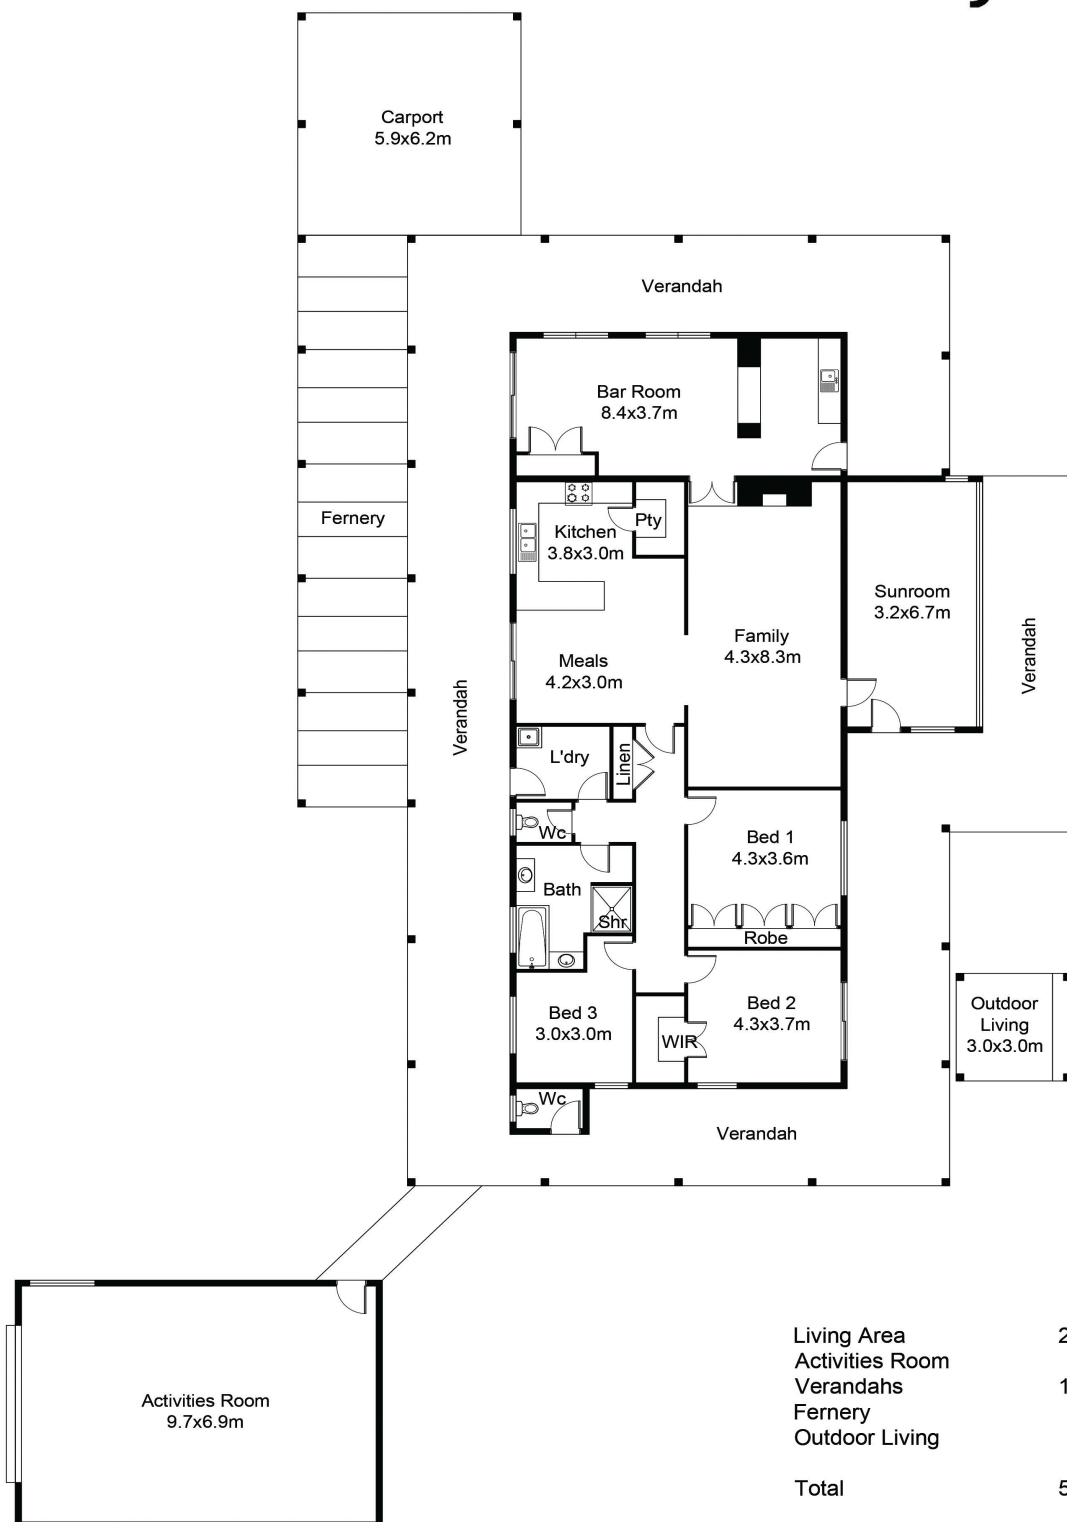 Carport
5.9x6.2m
Verandah
Bar Room
8.4x3.7m
Fernery
Kitchen
3.8x3.0m
Pty
Sunroom
3.2x6.7m
Family
4.3x8.3m
Verandah
Meals
4.2x3.0m
Verandah
L'dry
Linen
Wc
Bed 1
4.3x3.6m
Bath
Shr
Robe
Bed 3
3.0x3.0m
WIR
Bed 2
4.3x3.7m
Outdoor
Living
3.0x3.0m
Wc
Verandah
Activities Room
9.7x6.9m
Living Area 2
Activities Room
Verandahs 1
Fernery
Outdoor Living
Total 5